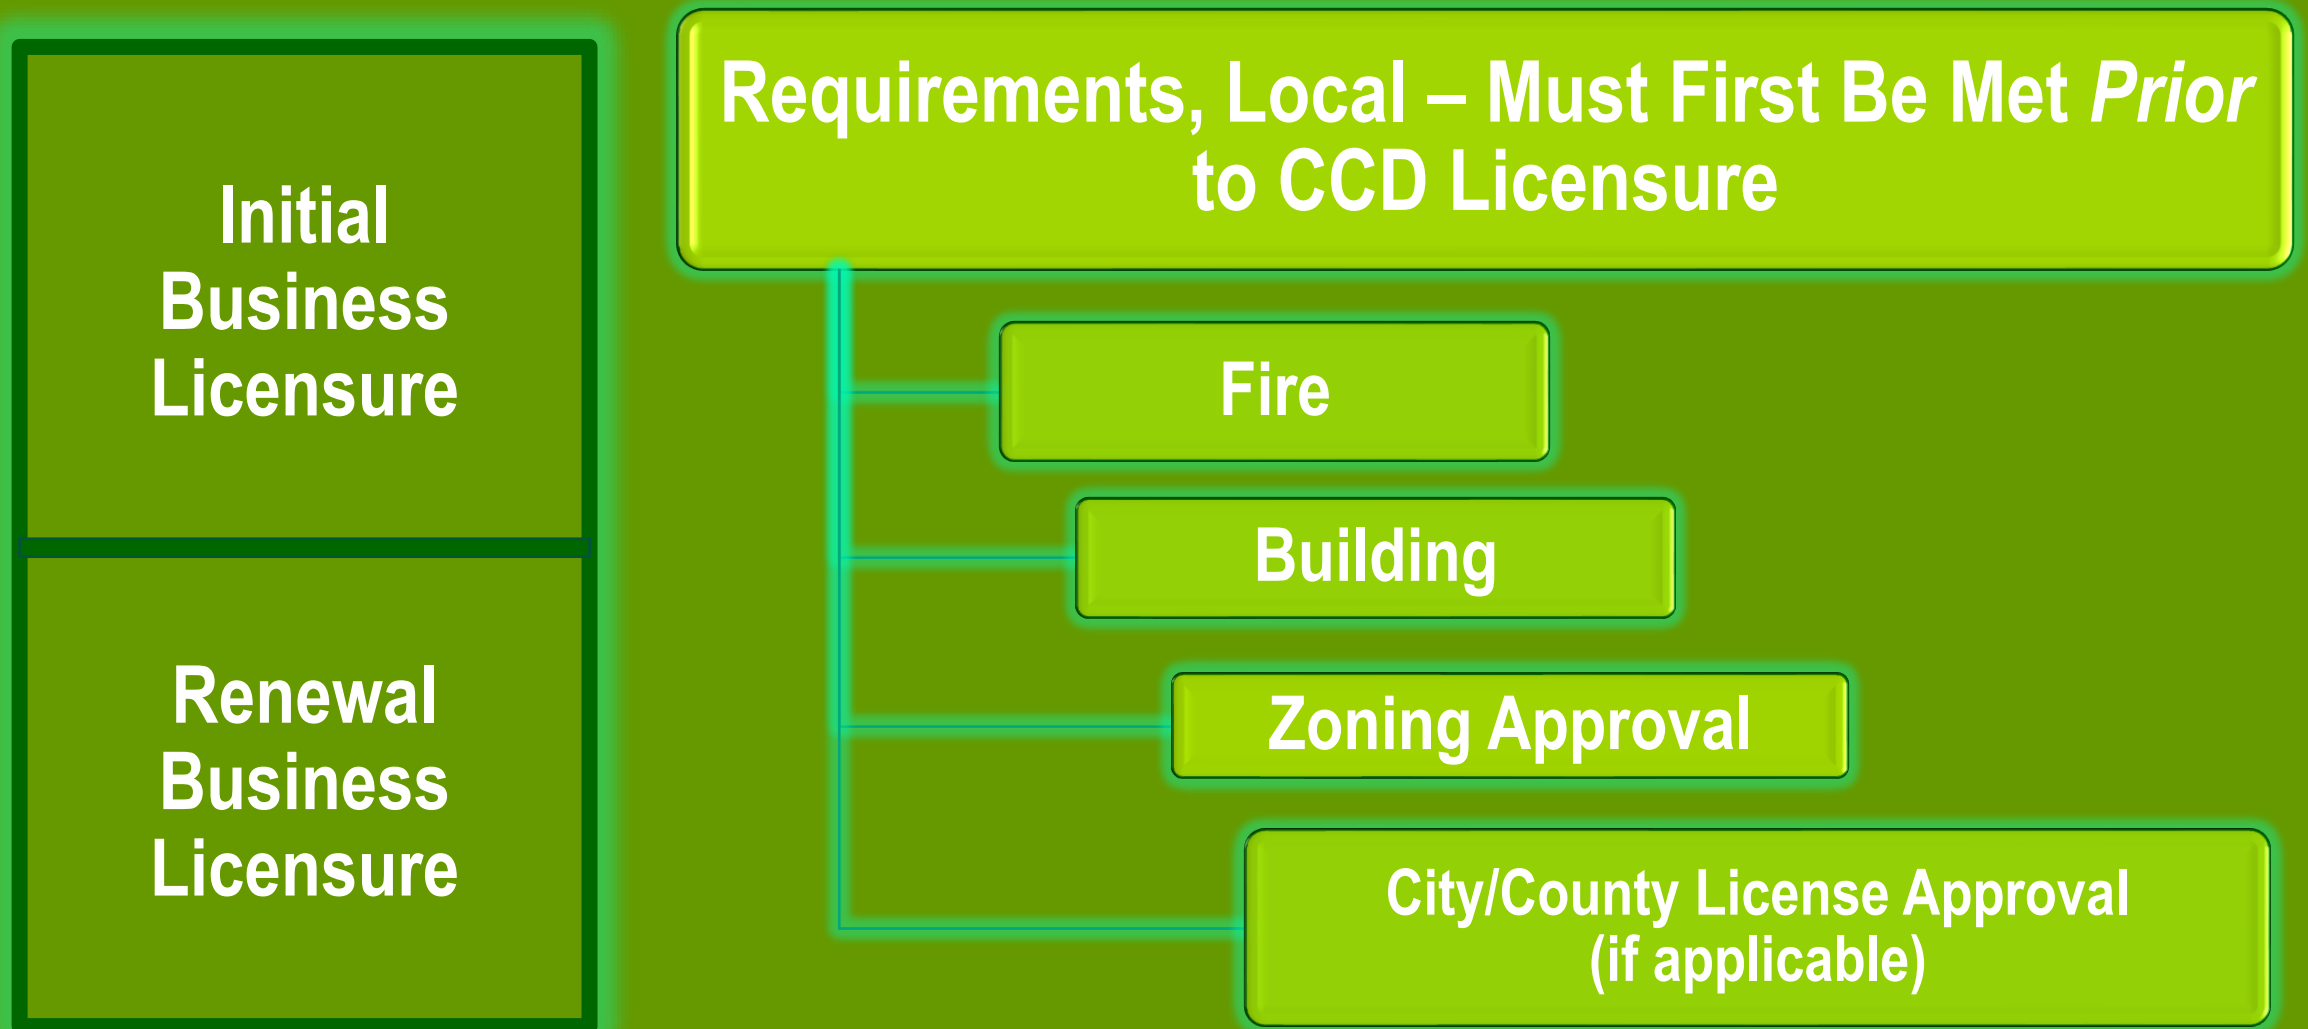 Initial
Business
Licensure
Renewal
Business
Licensure
Requirements, Local – Must First Be Met Prior
to CCD Licensure
Fire
Building
Zoning Approval
City/County License Approval
(if applicable)